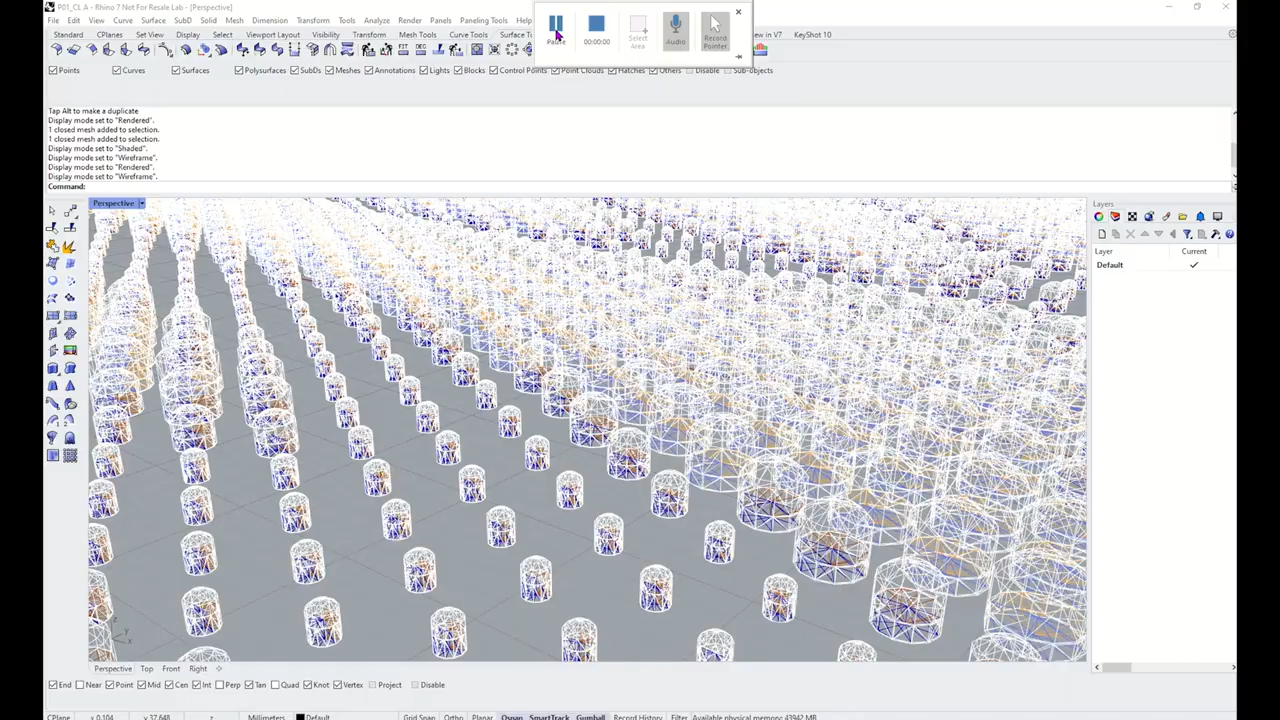 P01_CL A - Rhino 7 Not For Resale Lab - [Perspective]
File Edit View Curve Surface SubD Solid Mesh Dimension Transform Tools Analyze Render Panels Paneling Tools Help
Pause
00:00:00
Select Area
Audio
Record Pointer
Standard CPlanes Set View Display Select Viewport Layout Visibility Transform Curve Tools Surface To in V7 KeyShot 10
Points Curves Surfaces Polysurfaces SubDs Meshes Annotations Lights Blocks Control Points Point Clouds Hatches Others Disable Sub-objects
Tap Alt to make a duplicate
Display mode set to "Rendered".
1 closed mesh added to selection.
1 closed mesh added to selection.
Display mode set to "Shaded".
Display mode set to "Wireframe".
Display mode set to "Rendered".
Display mode set to "Wireframe".
Command:
Perspective
Layers
Layer Current
Default
z
y
x
Perspective Top Front Right
End Near Point Mid Cen Int Perp Tan Quad Knot Vertex Project Disable
CPlane x 0.104 y 37.648 z Millimeters Default Grid Snap Ortho Planar Osnap SmartTrack Gumball Record History Filter Available physical memory: 43942 MB